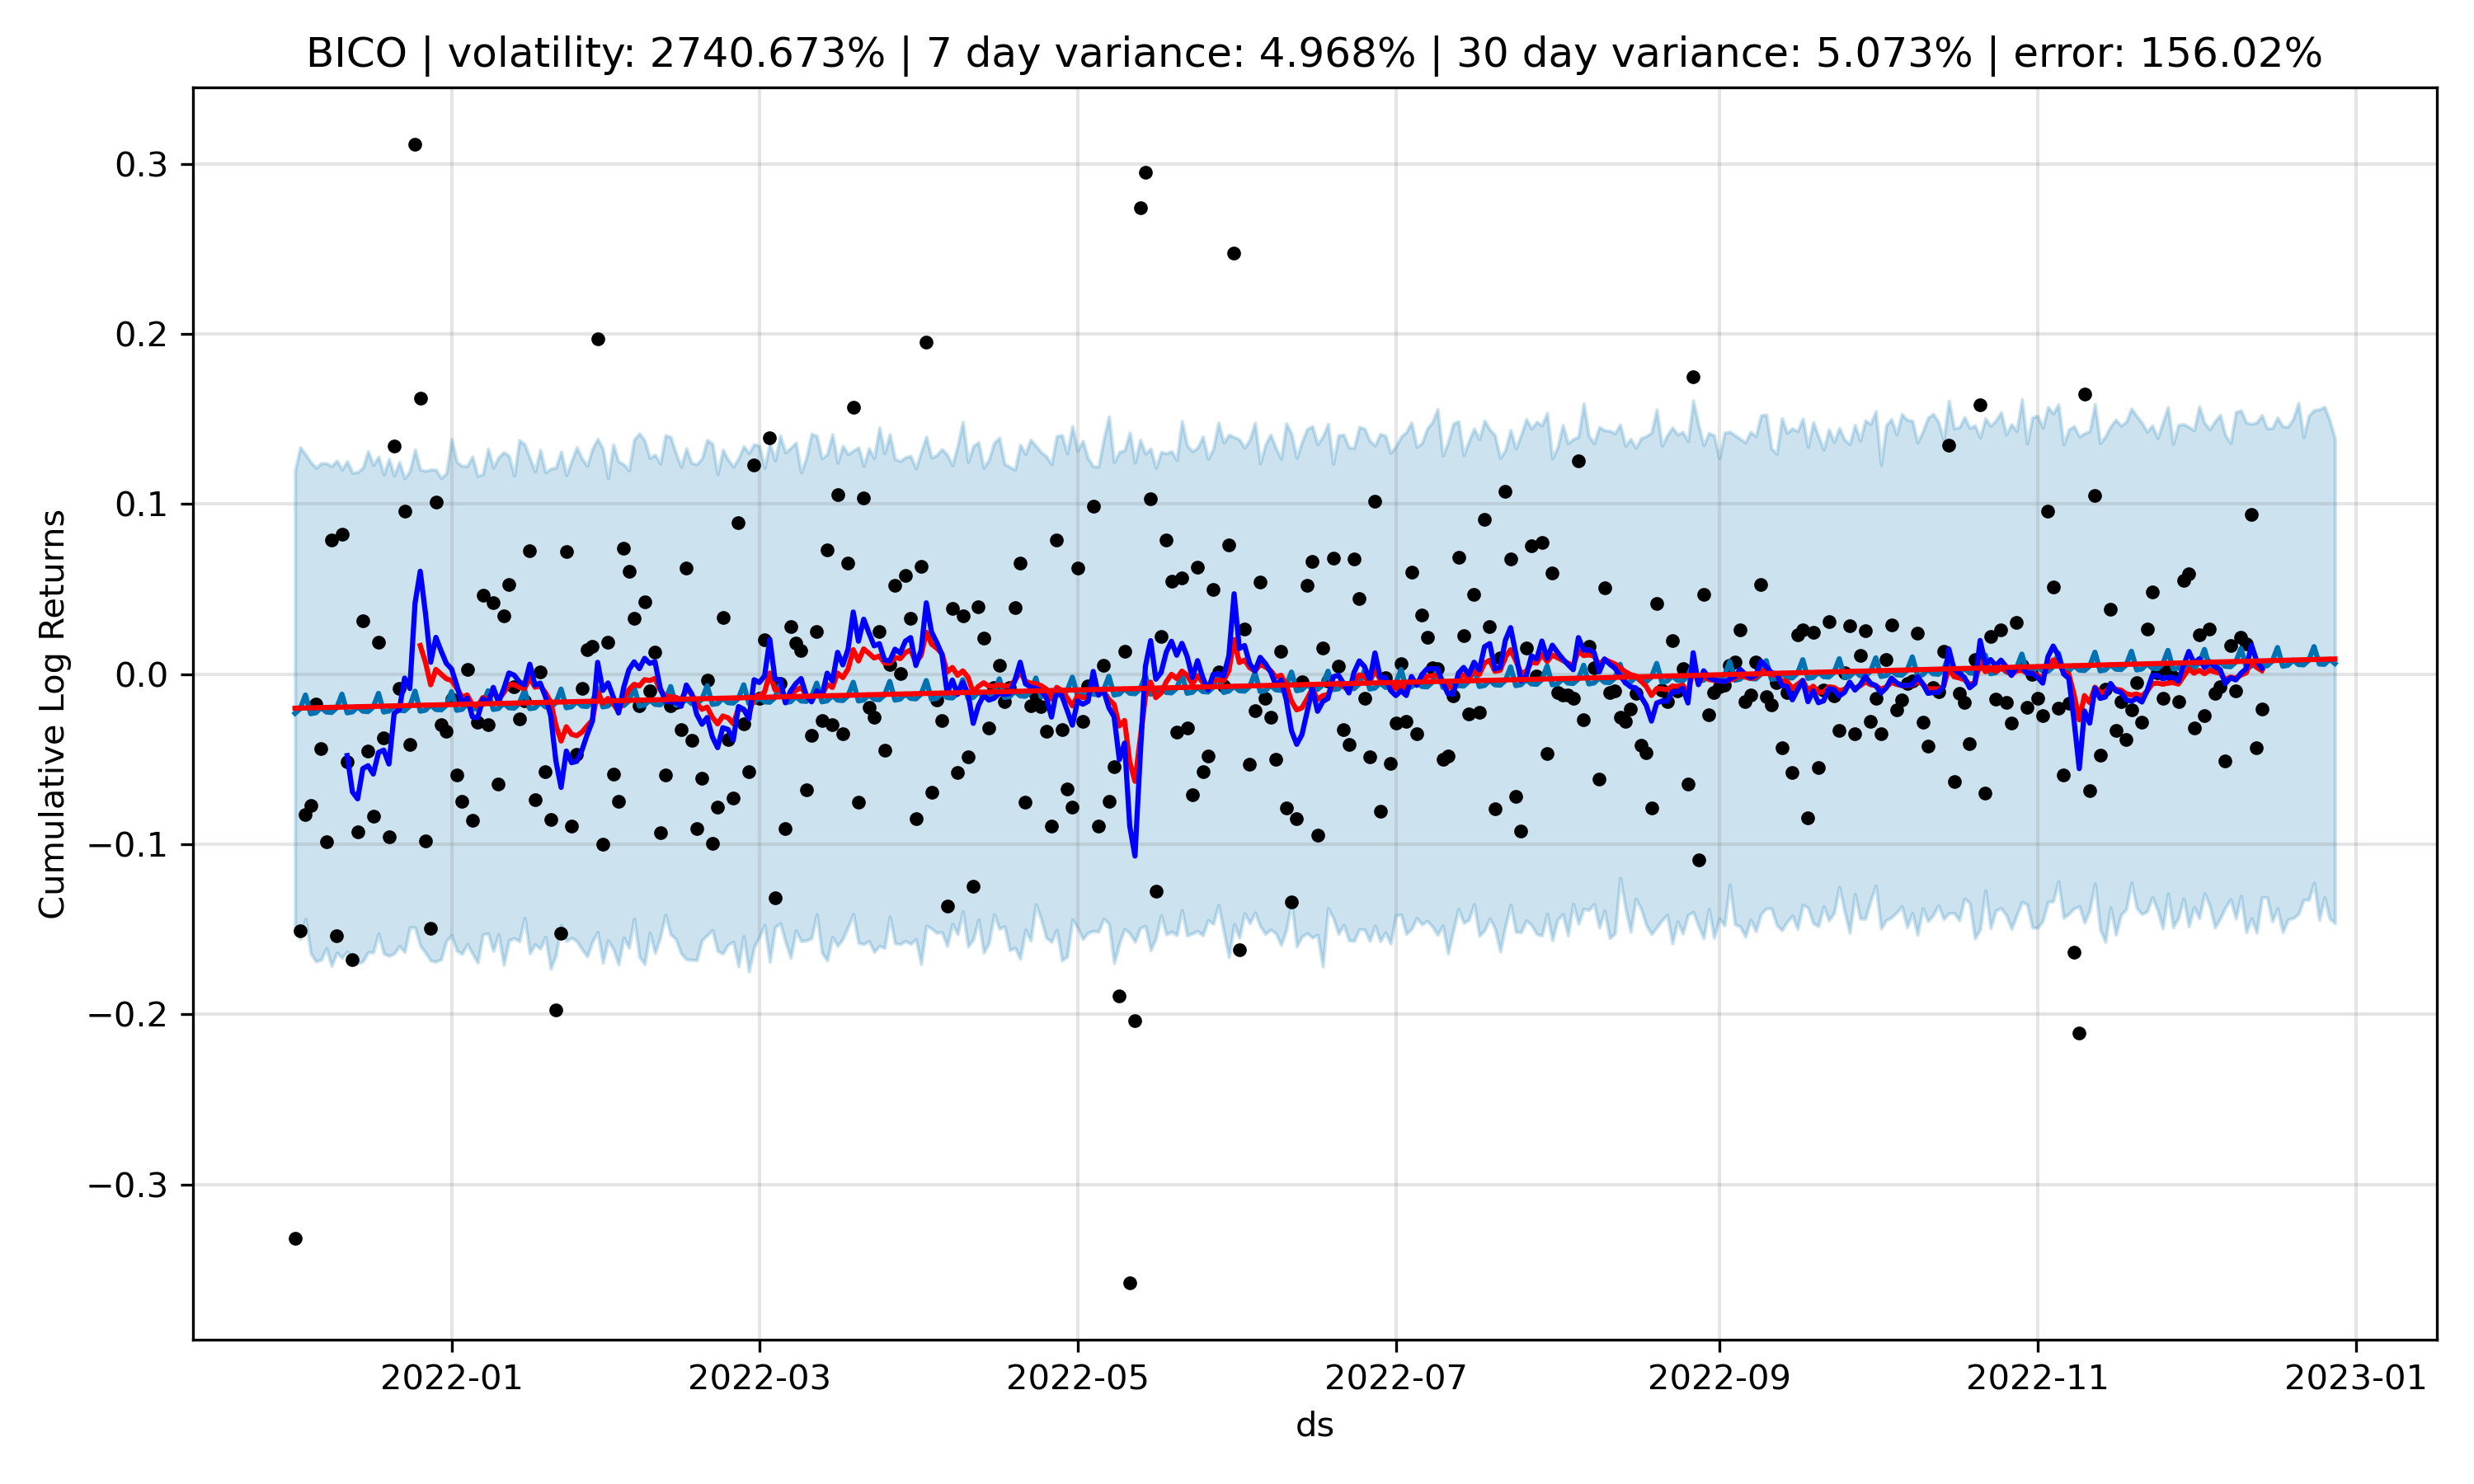 BICO | volatility: 2740.673% | 7 day variance: 4.968% | 30 day variance: 5.073% | error: 156.02%
Cumulative Log Returns
0.3
0.2
0.1
0.0
−0.1
−0.2
−0.3
2022-01 2022-03 2022-05 2022-07 2022-09 2022-11 2023-01
ds